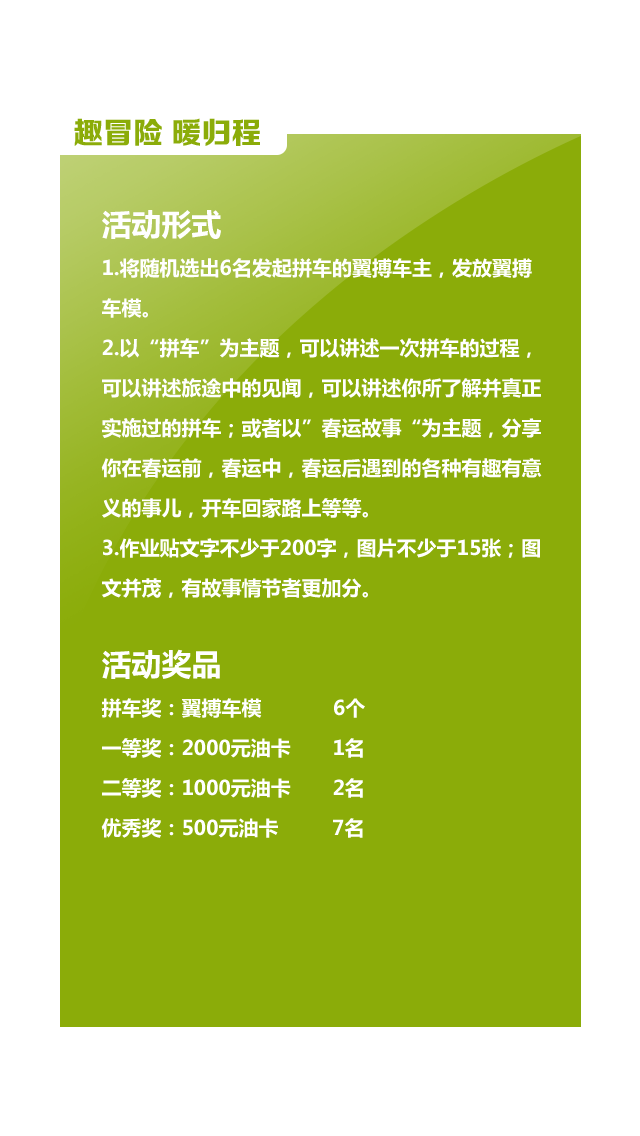 趣冒险 暖归程
活动形式
1.将随机选出6名发起拼车的翼搏车主，发放翼搏
车模。
2.以“拼车”为主题，可以讲述一次拼车的过程，
可以讲述旅途中的见闻，可以讲述你所了解并真正
实施过的拼车；或者以”春运故事“为主题，分享
你在春运前，春运中，春运后遇到的各种有趣有意
义的事儿，开车回家路上等等。
3.作业贴文字不少于200字，图片不少于15张；图
文并茂，有故事情节者更加分。
活动奖品
拼车奖：翼搏车模 6个
一等奖：2000元油卡 1名
二等奖：1000元油卡 2名
优秀奖：500元油卡 7名